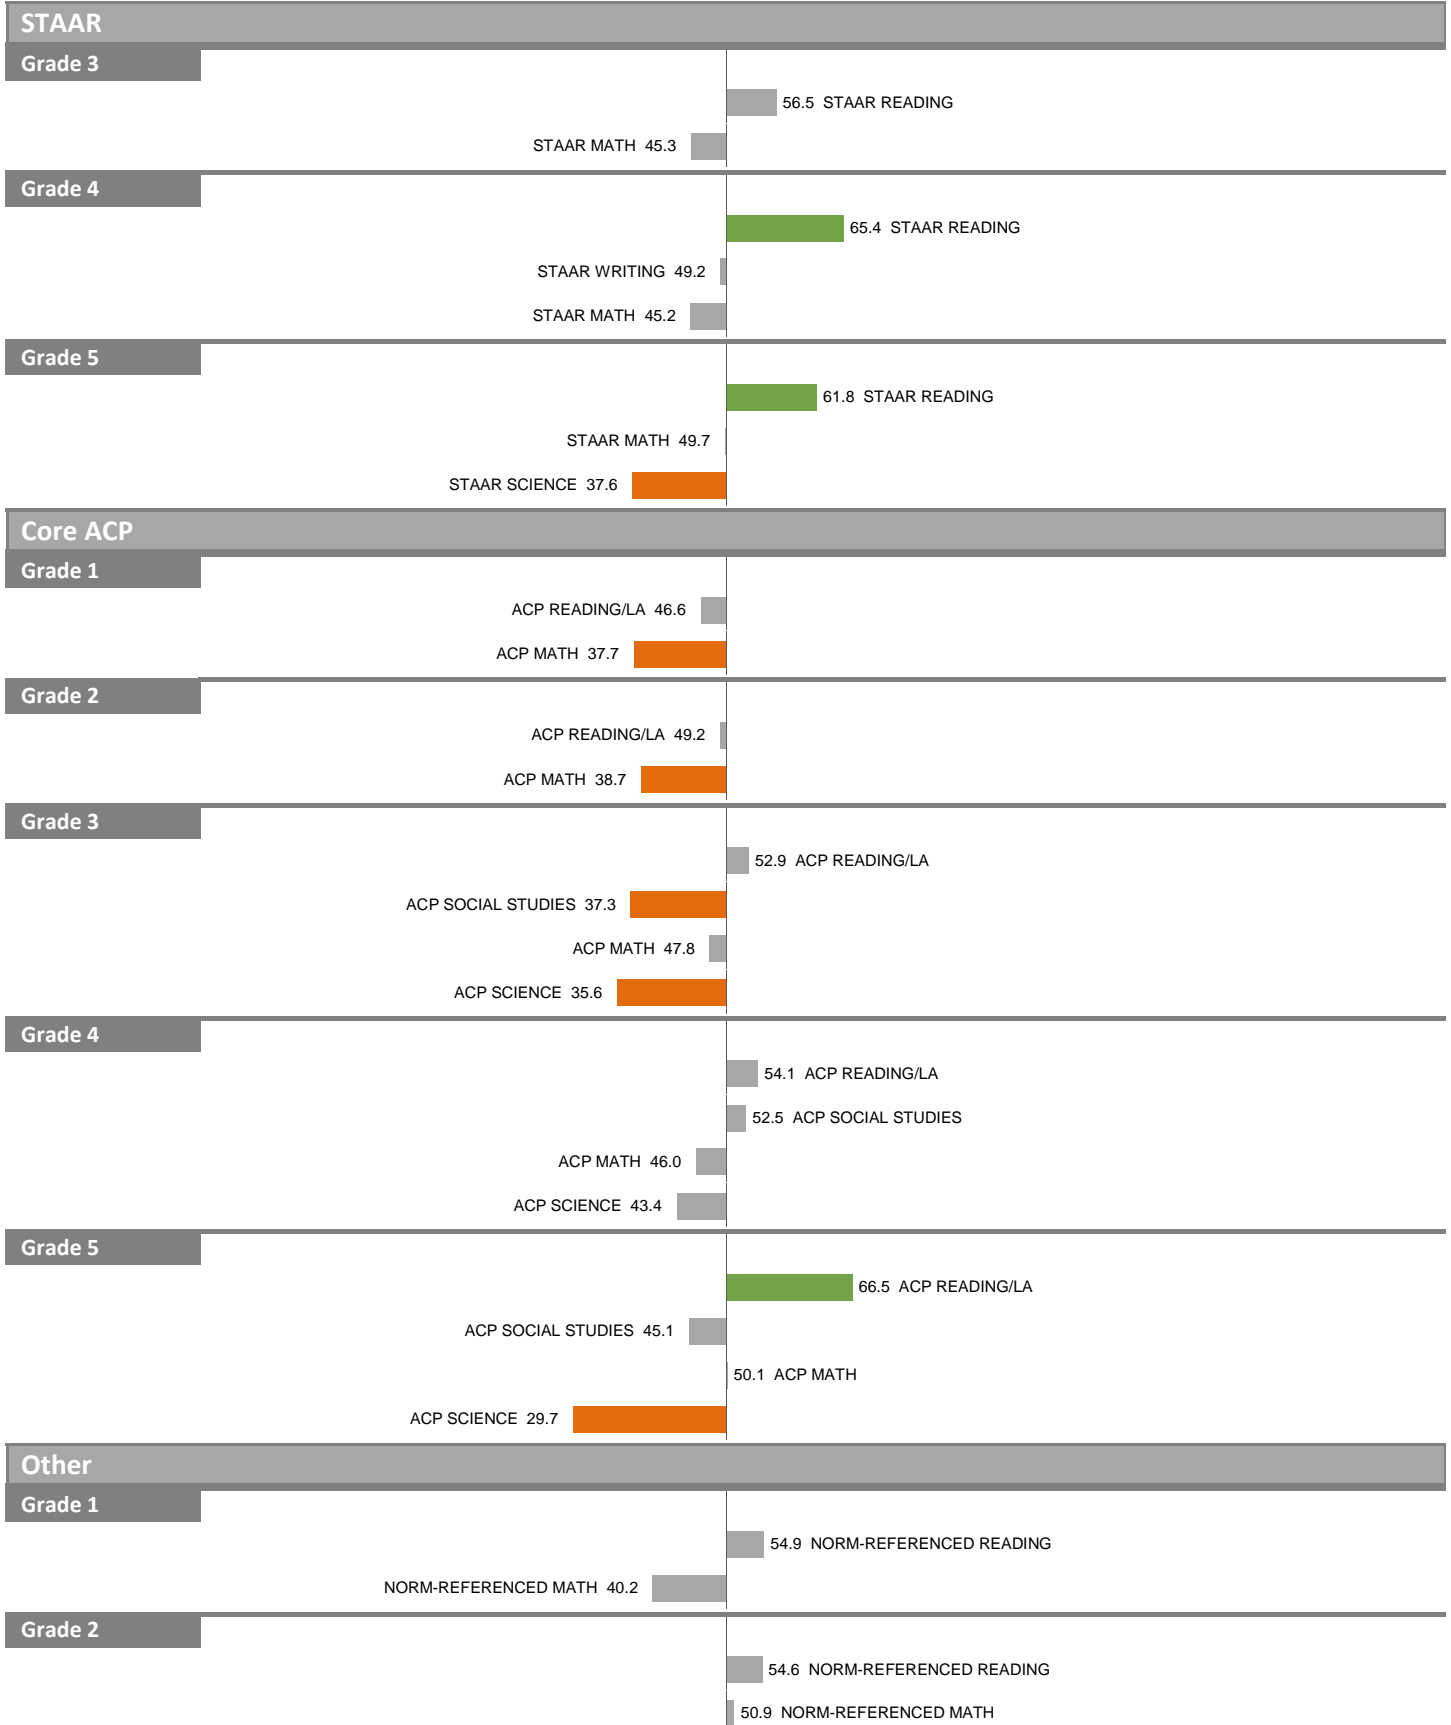 STAAR
Grade 3
56.5 STAAR READING
STAAR MATH 45.3
Grade 4
65.4 STAAR READING
STAAR WRITING 49.2
STAAR MATH 45.2
Grade 5
61.8 STAAR READING
STAAR MATH 49.7
STAAR SCIENCE 37.6
Core ACP
Grade 1
ACP READING/LA 46.6
ACP MATH 37.7
Grade 2
ACP READING/LA 49.2
ACP MATH 38.7
Grade 3
52.9 ACP READING/LA
ACP SOCIAL STUDIES 37.3
ACP MATH 47.8
ACP SCIENCE 35.6
Grade 4
54.1 ACP READING/LA
52.5 ACP SOCIAL STUDIES
ACP MATH 46.0
ACP SCIENCE 43.4
Grade 5
66.5 ACP READING/LA
ACP SOCIAL STUDIES 45.1
50.1 ACP MATH
ACP SCIENCE 29.7
Other
Grade 1
54.9 NORM-REFERENCED READING
NORM-REFERENCED MATH 40.2
Grade 2
54.6 NORM-REFERENCED READING
50.9 NORM-REFERENCED MATH